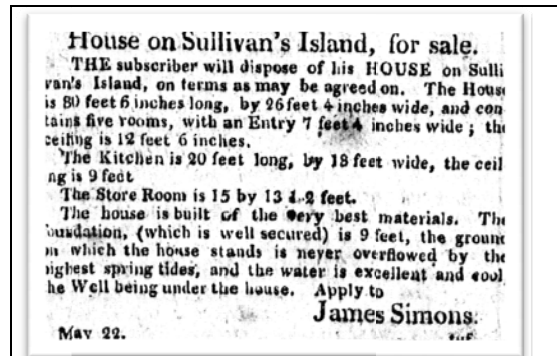 House on Sullivan's Island, for sale.
THE subscriber will dispose of his HOUSE on Sulli
van's Island, on terms as may be agreed on. The House
is 80 feet 6 inches long, by 26 feet 4 inches wide, and con
tains five rooms, with an Entry 7 feet 4 inches wide; the
ceiling is 12 feet 6 inches.
The Kitchen is 20 feet long, by 18 feet wide, the ceil
ng is 9 feet
The Store Room is 15 by 13 1-2 feet.
The house is built of the very best materials. The
oundation, (which is well secured) is 9 feet, the ground
on which the house stands is never overflowed by the
highest spring tides, and the water is excellent and cool
he Well being under the house. Apply to
James Simons.
May 22.